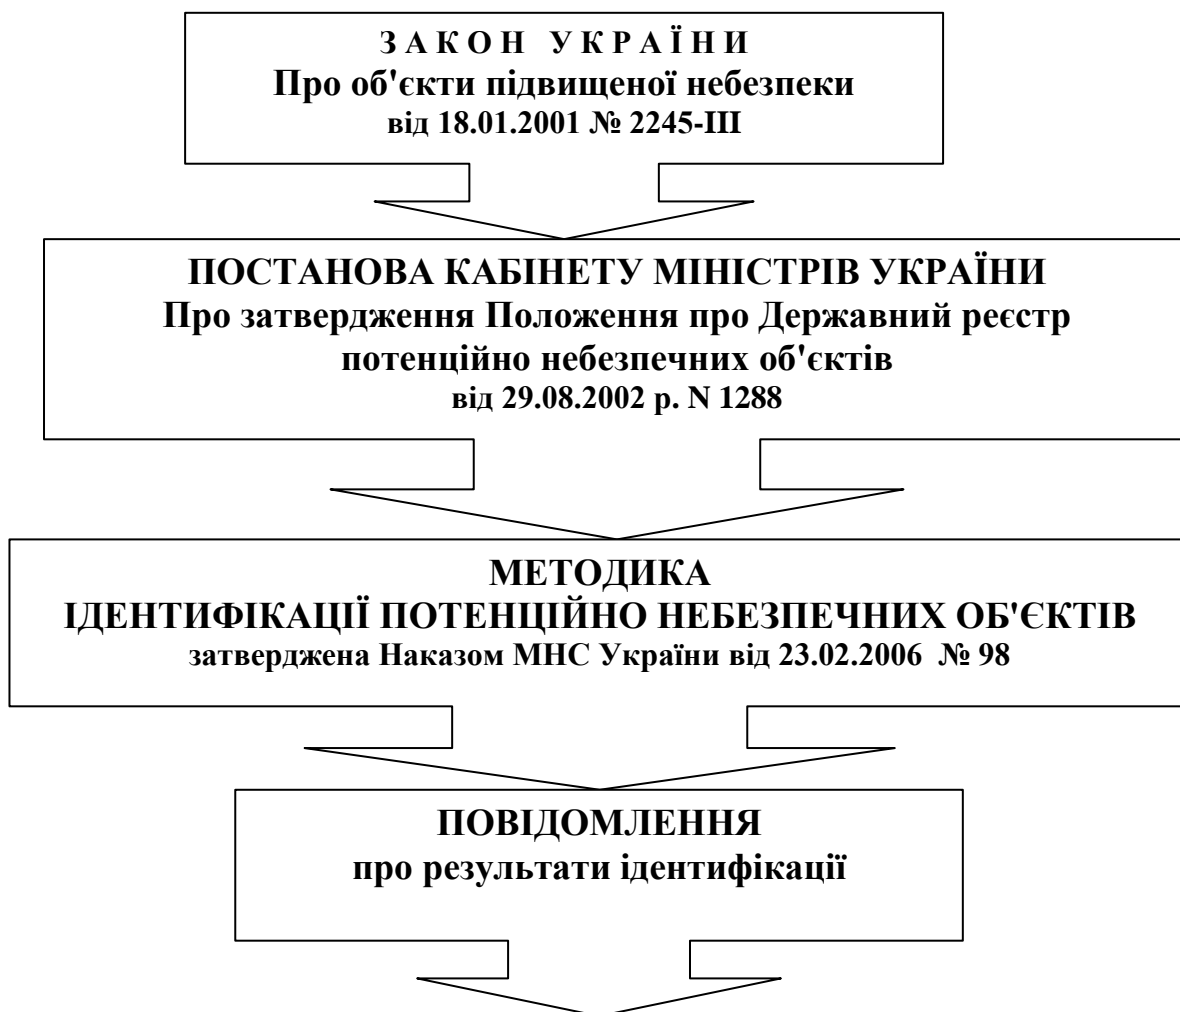 З А К О Н У К Р А Ї Н И
Про об'єкти підвищеної небезпеки
від 18.01.2001 № 2245-III
ПОСТАНОВА КАБІНЕТУ МІНІСТРІВ УКРАЇНИ
Про затвердження Положення про Державний реєстр
потенційно небезпечних об'єктів
від 29.08.2002 р. N 1288
МЕТОДИКА
ІДЕНТИФІКАЦІЇ ПОТЕНЦІЙНО НЕБЕЗПЕЧНИХ ОБ'ЄКТІВ
затверджена Наказом МНС України від 23.02.2006 № 98
ПОВІДОМЛЕННЯ
про результати ідентифікації